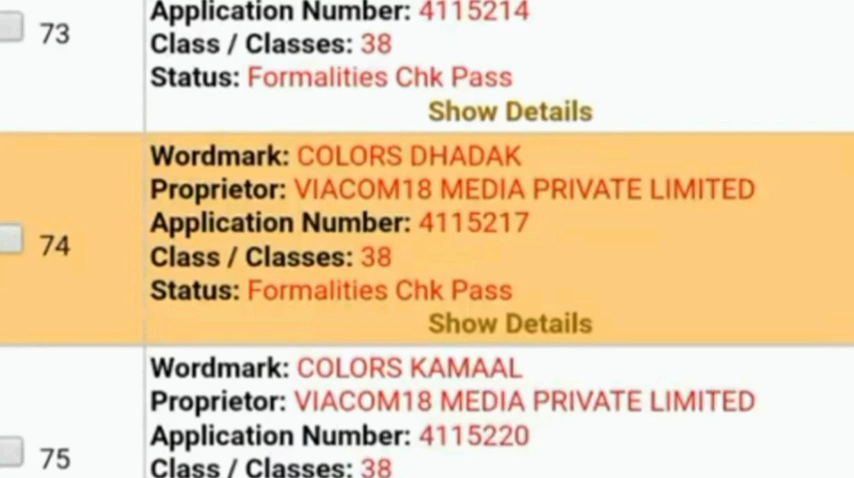 Application Number: 4115214
73
Class / Classes: 38
Status: Formalities Chk Pass
Show Details
Wordmark: COLORS DHADAK
Proprietor: VIACOM18 MEDIA PRIVATE LIMITED
Application Number: 4115217
74
Class / Classes: 38
Status: Formalities Chk Pass
Show Details
Wordmark: COLORS KAMAAL
Proprietor: VIACOM18 MEDIA PRIVATE LIMITED
Application Number: 4115220
75
Class / Classes: 38